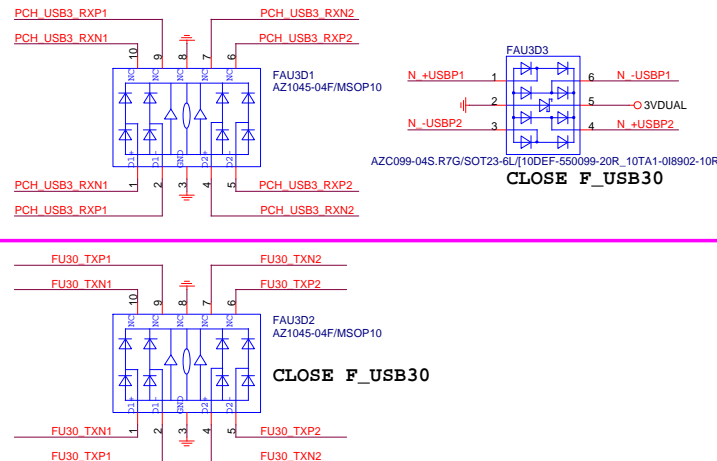 PCH_USB3_RXP1 PCH_USB3_RXN2
PCH_USB3_RXN1 PCH_USB3_RXP2
10 9 8 7 6
NC NC NC NC NC
FAU3D1
AZ1045-04F/MSOP10
D1+ D1- GND D2+ D2-
1 2 3 4 5
PCH_USB3_RXN1 PCH_USB3_RXP2
PCH_USB3_RXP1 PCH_USB3_RXN2
FAU3D3
N_+USBP1 1 6 N_-USBP1
2 5 3VDUAL
N_-USBP2 3 4 N_+USBP2
AZC099-04S.R7G/SOT23-6L/[10DEF-550099-20R_10TA1-0I8902-10R
CLOSE F_USB30
FU30_TXP1 FU30_TXN2
FU30_TXN1 FU30_TXP2
10 9 8 7 6
NC NC NC NC NC
FAU3D2
AZ1045-04F/MSOP10
CLOSE F_USB30
D1+ D1- GND D2+ D2-
1 2 3 4 5
FU30_TXN1 FU30_TXP2
FU30_TXP1 FU30_TXN2